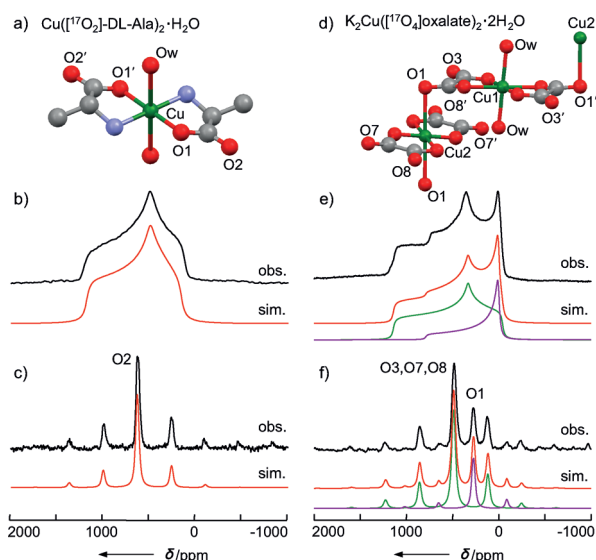 a) Cu([¹⁷O₂]-DL-Ala)₂·H₂O
Ow
O2’
O1’
Cu
O1
O2
b)
obs.
sim.
c)
O2
obs.
sim.
2000 1000 0 -1000
δ/ppm
d) K₂Cu([¹⁷O₄]oxalate)₂·2H₂O
Cu2
Ow
O3
O1
Cu1
O8’
O1’
O3’
O7
Ow
O7’
Cu2
O8
O1
e)
obs.
sim.
f)
O3,O7,O8
O1
obs.
sim.
2000 1000 0 -1000
δ/ppm